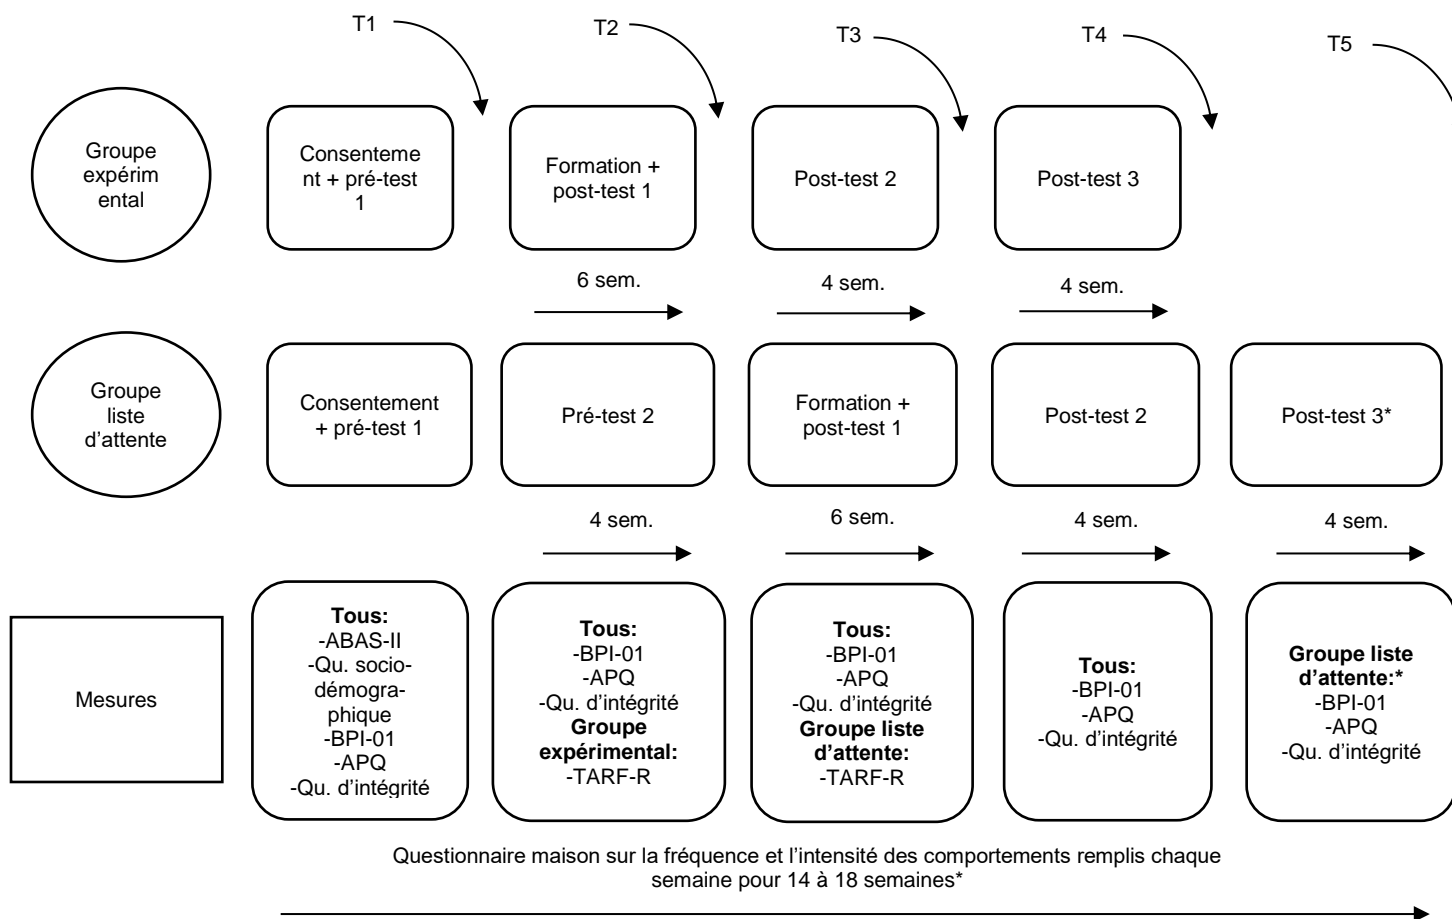 T1
T2
T3
T4
T5
Groupe
expérim
ental
Consenteme
nt + pré-test
1
Formation +
post-test 1
Post-test 2
Post-test 3
6 sem.
4 sem.
4 sem.
Groupe
liste
d’attente
Consentement
+ pré-test 1
Pré-test 2
Formation +
post-test 1
Post-test 2
Post-test 3*
4 sem.
6 sem.
4 sem.
4 sem.
Mesures
Tous:
-ABAS-II
-Qu. socio-
démogra-
phique
-BPI-01
-APQ
-Qu. d’intégrité
Tous:
-BPI-01
-APQ
-Qu. d’intégrité
Groupe
expérimental:
-TARF-R
Tous:
-BPI-01
-APQ
-Qu. d’intégrité
Groupe liste
d’attente:
-TARF-R
Tous:
-BPI-01
-APQ
-Qu. d’intégrité
Groupe liste
d’attente:*
-BPI-01
-APQ
-Qu. d’intégrité
Questionnaire maison sur la fréquence et l’intensité des comportements remplis chaque
semaine pour 14 à 18 semaines*